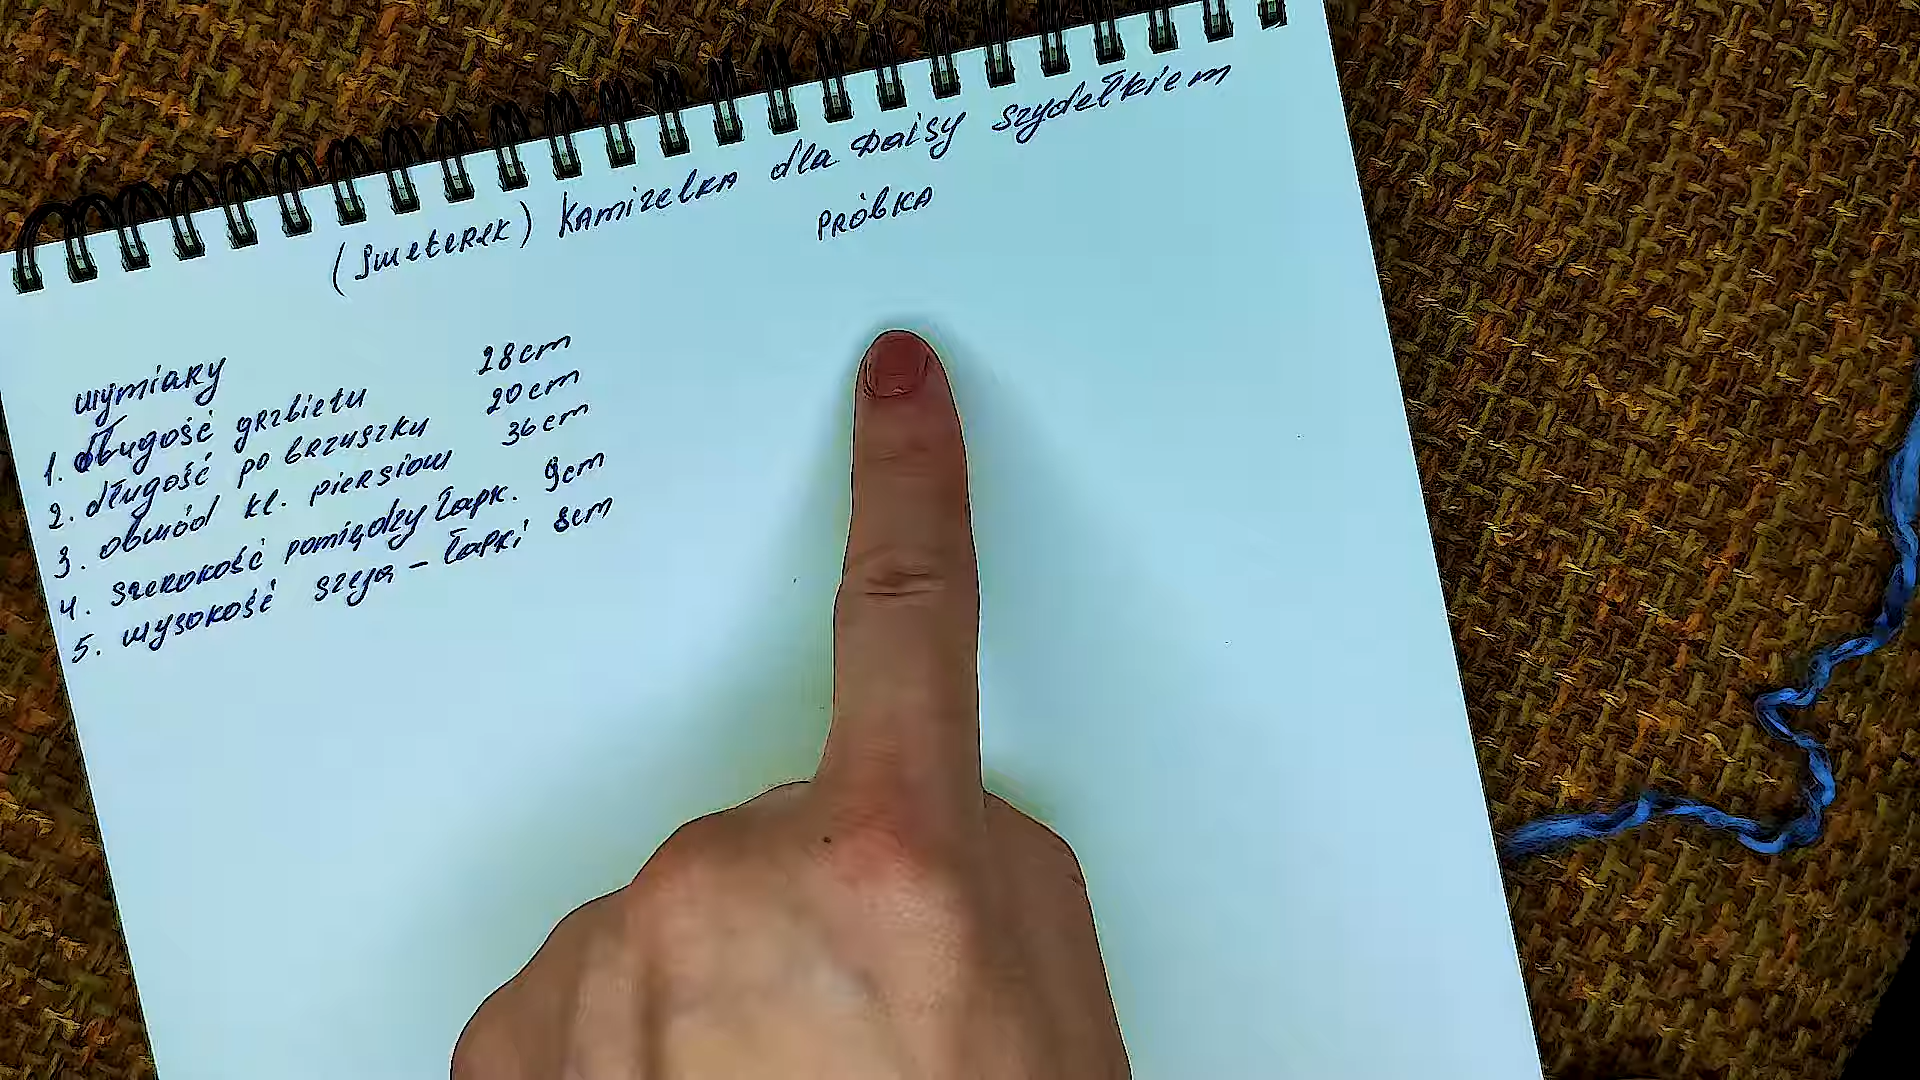 (Sweterek) Kamizelka dla Daisy szydełkiem
PRÓBKA
wymiary
1. długość grzbietu 28cm
2. długość po brzuszku 20cm
3. obwód kl. piersiow 36cm
4. szerokość pomiędzy łapk. 9cm
5. wysokość szyja - łapki 8cm